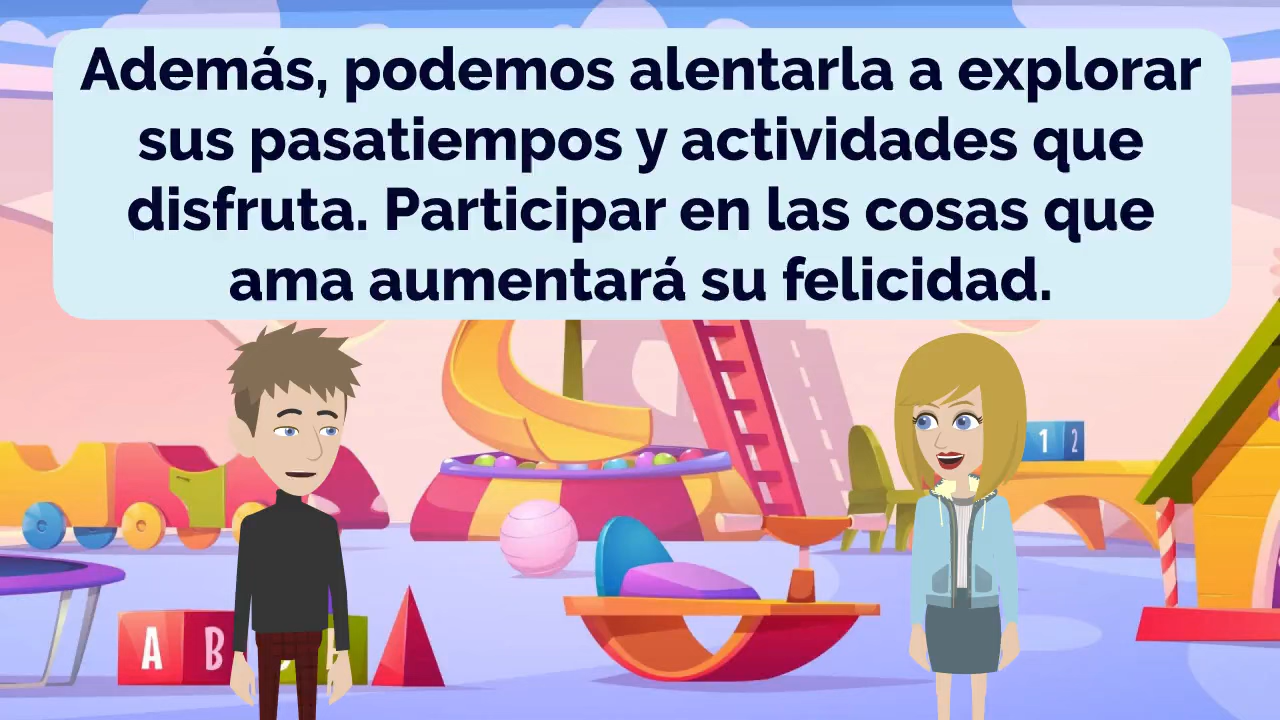 Además, podemos alentarla a explorar
sus pasatiempos y actividades que
disfruta. Participar en las cosas que
ama aumentará su felicidad.
1 2
A B